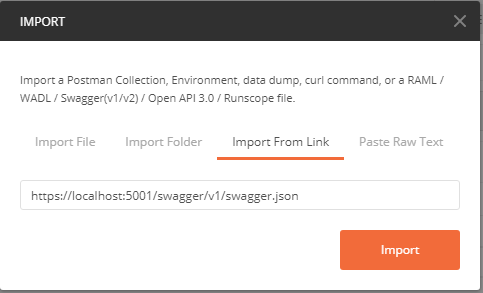 IMPORT
Import a Postman Collection, Environment, data dump, curl command, or a RAML /
WADL / Swagger(v1/v2) / Open API 3.0 / Runscope file.
Import File Import Folder Import From Link Paste Raw Text
https://localhost:5001/swagger/v1/swagger.json
Import